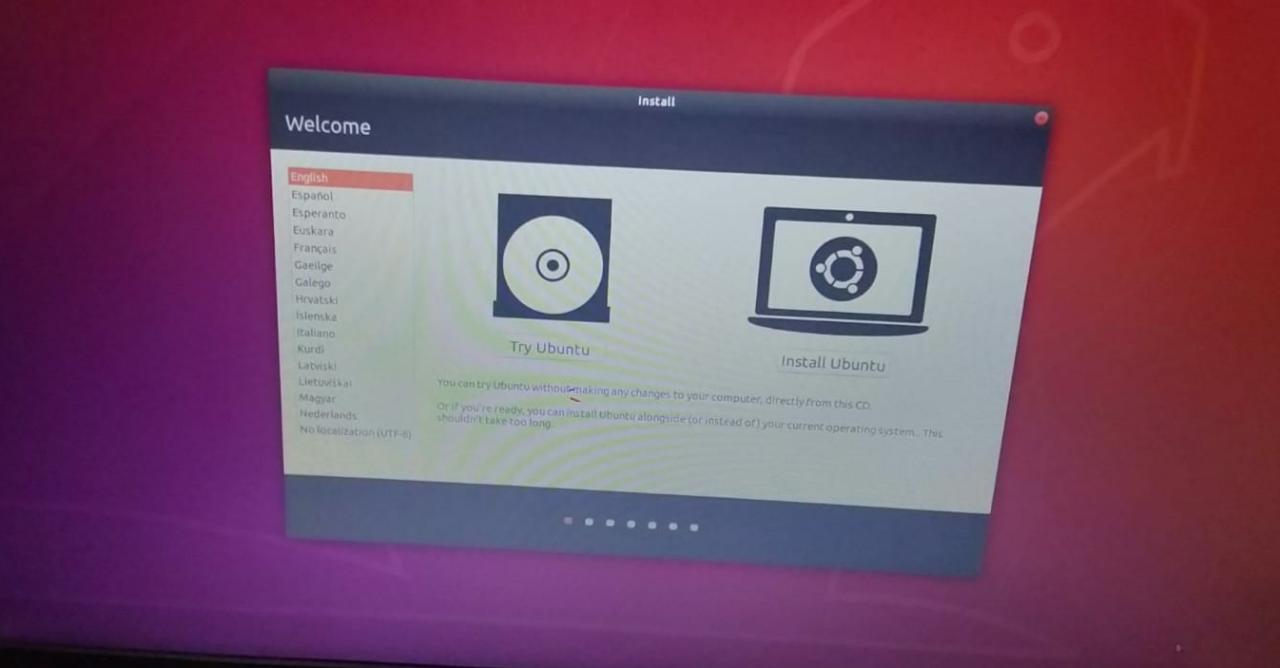 Install
Welcome
English
Español
Esperanto
Euskara
Français
Gaeilge
Galego
Hrvatski
Íslenska
Italiano
Kurdî
Latviski
Lietuviškai
Magyar
Nederlands
No localization (UTF-8)
Try Ubuntu
Install Ubuntu
You can try Ubuntu without making any changes to your computer, directly from this CD.
Or if you're ready, you can install Ubuntu alongside (or instead of) your current operating system. This
shouldn't take too long.